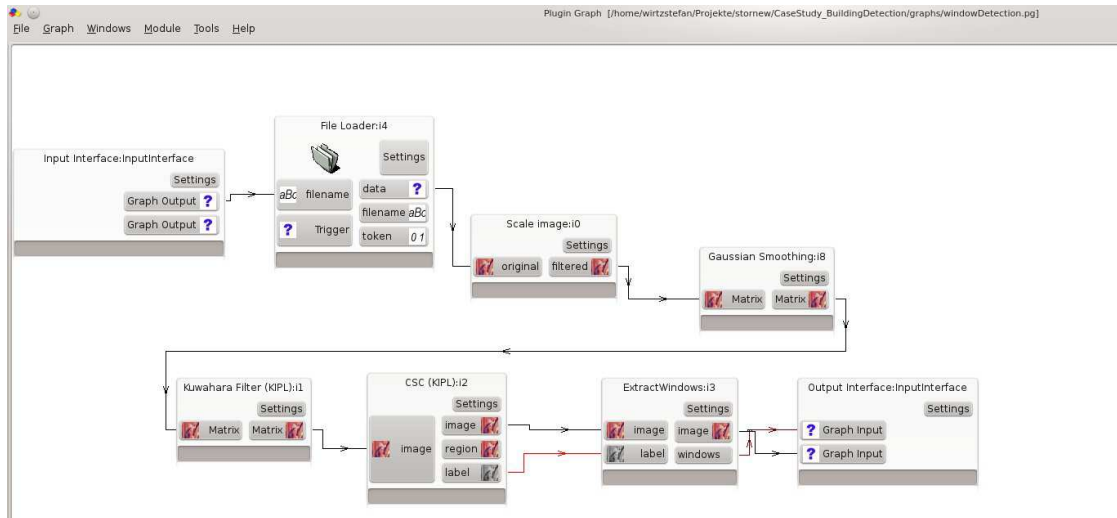 Plugin Graph [/home/wirtzstefan/Projekte/stornew/CaseStudy_BuildingDetection/graphs/windowDetection.pg]
File Graph Windows Module Tools Help
Input Interface:InputInterface
Settings
Graph Output ?
Graph Output ?
File Loader:i4
Settings
aBc filename
? Trigger
data ?
filename aBc
token 0 1
Scale image:i0
Settings
original filtered
Gaussian Smoothing:i8
Settings
Matrix Matrix
Kuwahara Filter (KIPL):i1
Settings
Matrix Matrix
CSC (KIPL):i2
Settings
image
image
region
label
ExtractWindows:i3
Settings
image image
label windows
Output Interface:InputInterface
Settings
? Graph Input
? Graph Input